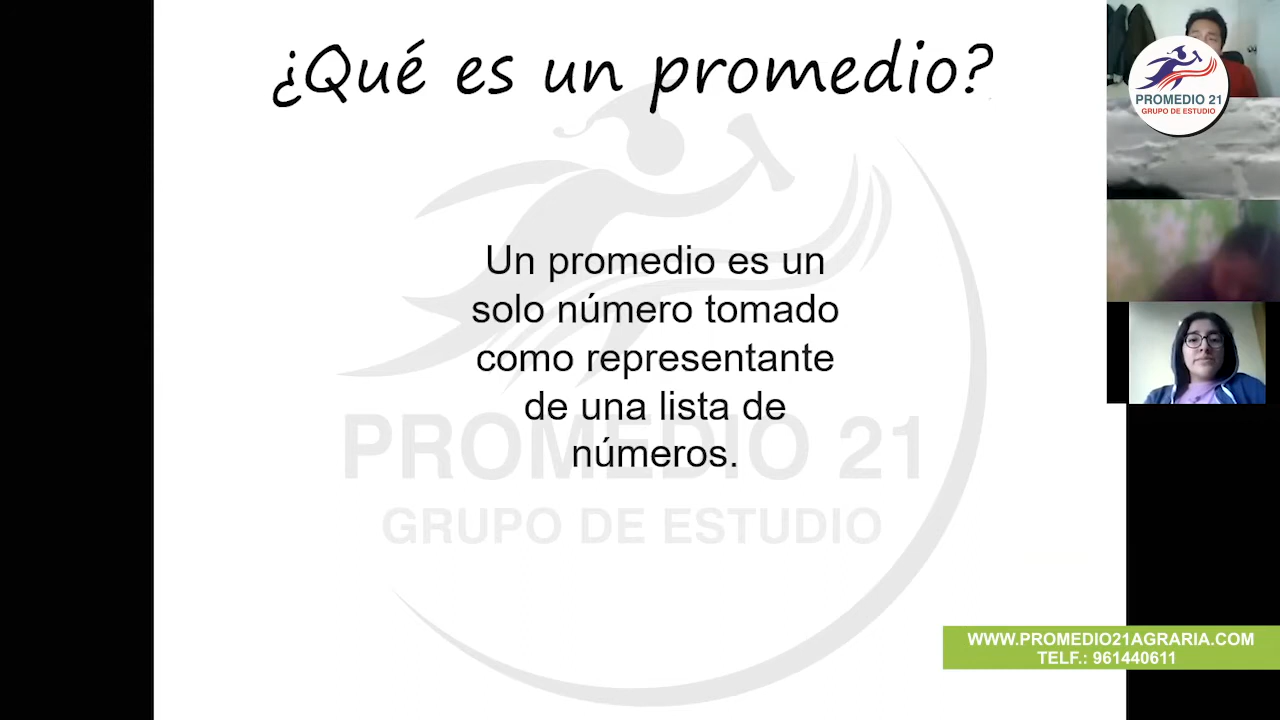 ¿Qué es un promedio?
Un promedio es un
solo número tomado
como representante
de una lista de
números.
PROMEDIO 21
GRUPO DE ESTUDIO
PROMEDIO 21
GRUPO DE ESTUDIO
WWW.PROMEDIO21AGRARIA.COM
TELF.: 961440611